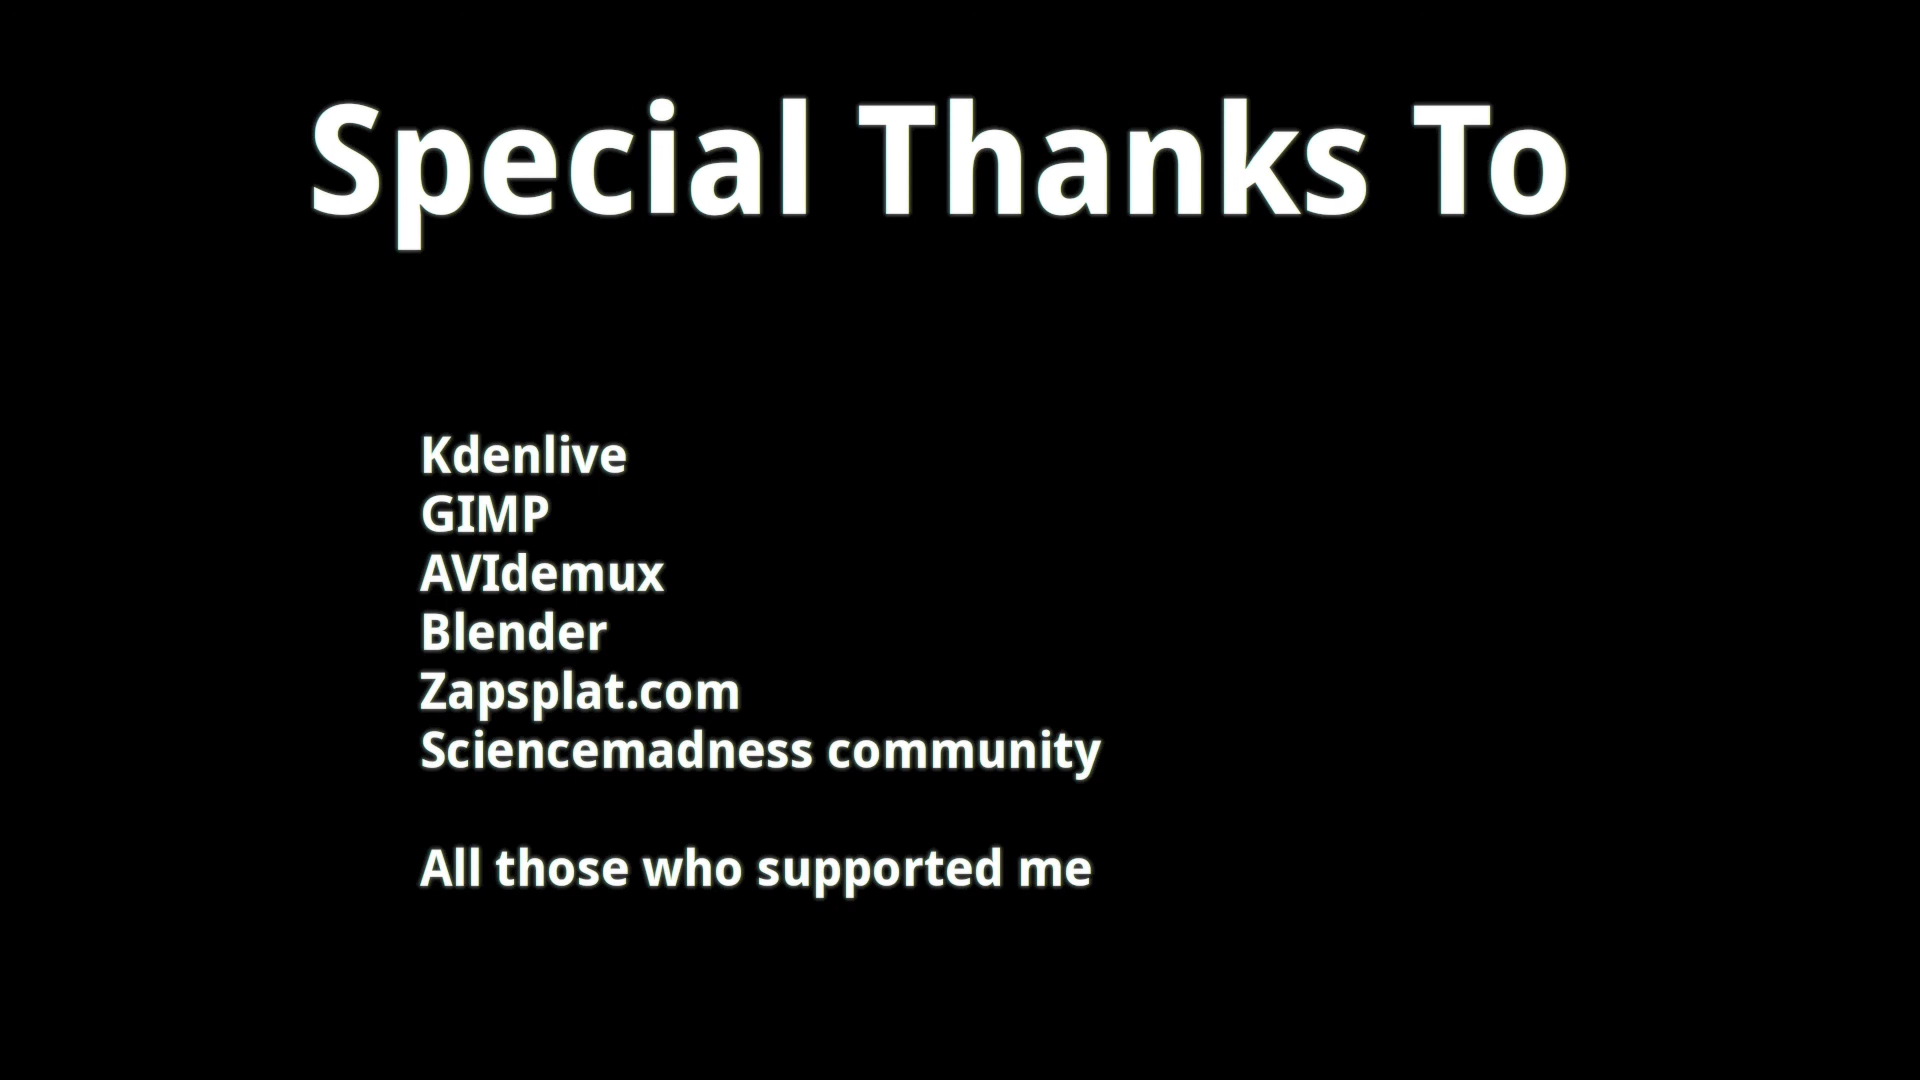 Special Thanks To
Kdenlive
GIMP
AVIdemux
Blender
Zapsplat.com
Sciencemadness community
All those who supported me